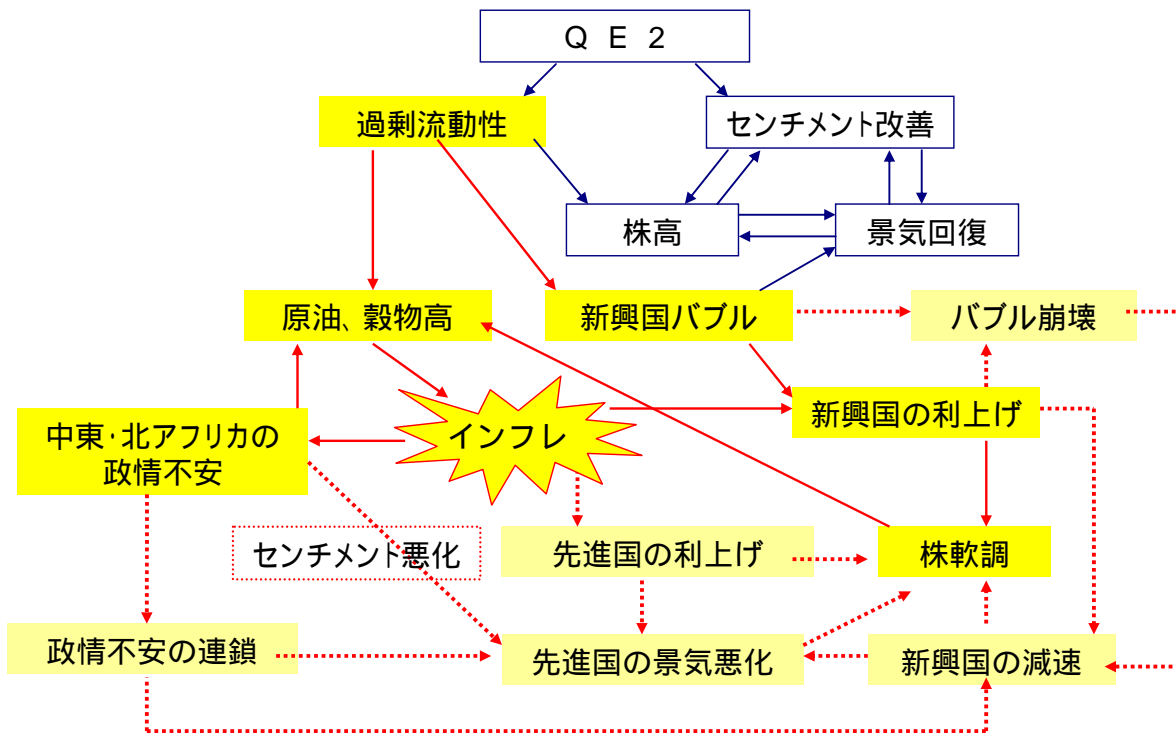 Q E 2
過剰流動性
センチメント改善
株高
景気回復
原油、穀物高
新興国バブル
バブル崩壊
中東･北アフリカの
政情不安
インフレ
新興国の利上げ
センチメント悪化
先進国の利上げ
株軟調
政情不安の連鎖
先進国の景気悪化
新興国の減速